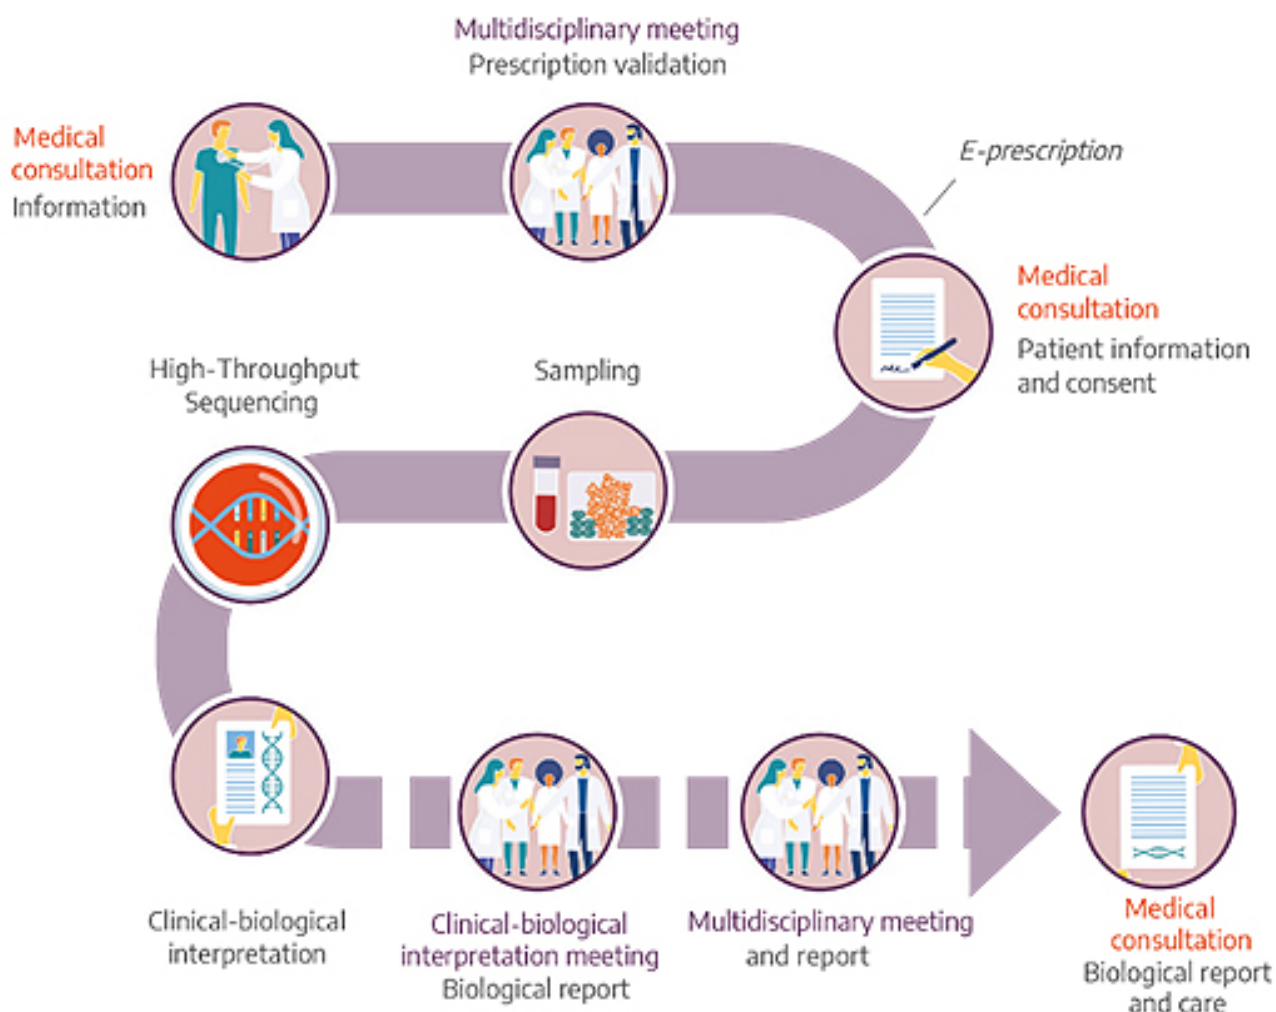 Multidisciplinary meeting
Prescription validation
Medical
consultation
Information
E-prescription
Medical
consultation
Patient information
and consent
High-Throughput
Sequencing
Sampling
Clinical-biological
interpretation
Clinical-biological
interpretation meeting
Biological report
Multidisciplinary meeting
and report
Medical
consultation
Biological report
and care